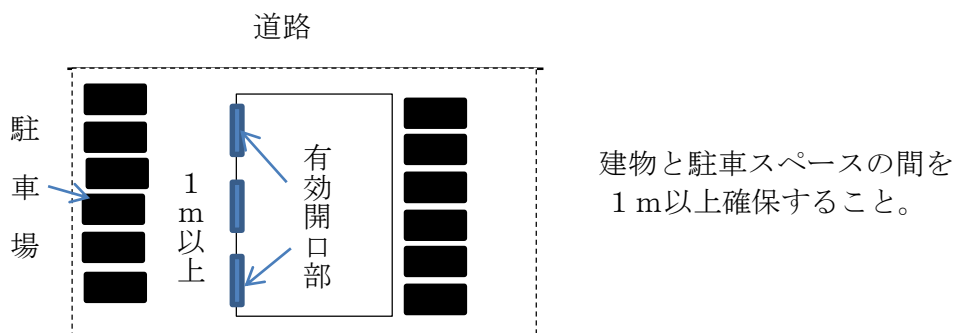 道路
駐車場
1m以上
有効開口部
建物と駐車スペースの間を
1m以上確保すること。